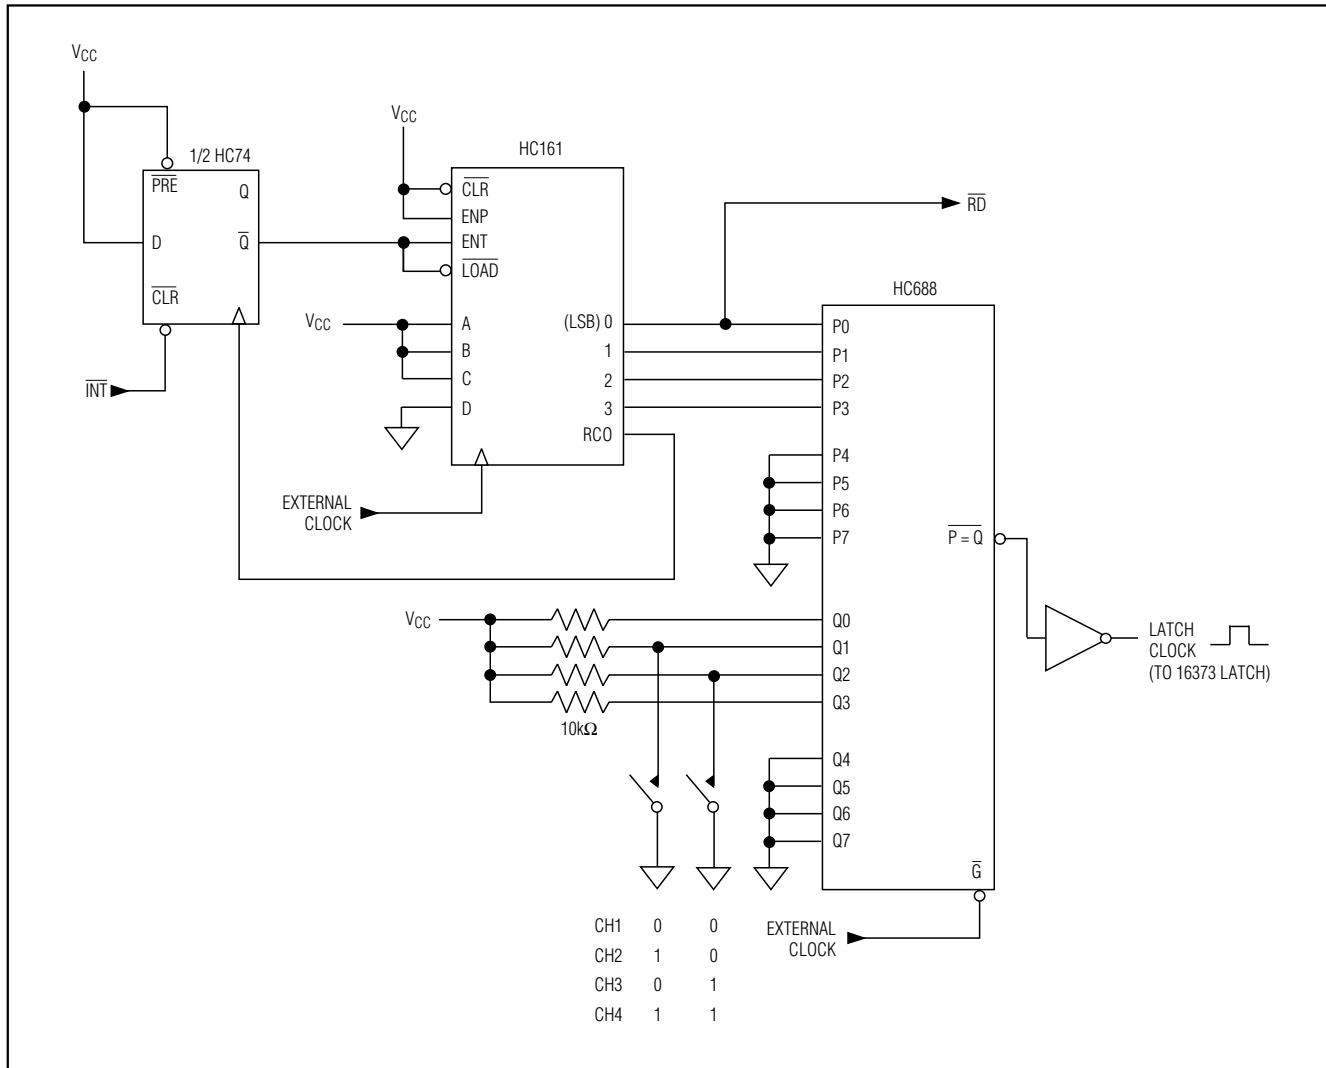 VCC
1/2 HC74
PRE
Q
D
Q
CLR
INT
VCC
HC161
CLR
ENP
ENT
LOAD
VCC
A
B
C
D
(LSB) 0
1
2
3
RCO
EXTERNAL
CLOCK
RD
HC688
P0
P1
P2
P3
P4
P5
P6
P7
P = Q
VCC
10kΩ
Q0
Q1
Q2
Q3
Q4
Q5
Q6
Q7
G
LATCH
CLOCK
(TO 16373 LATCH)
EXTERNAL
CLOCK
CH1 0 0
CH2 1 0
CH3 0 1
CH4 1 1